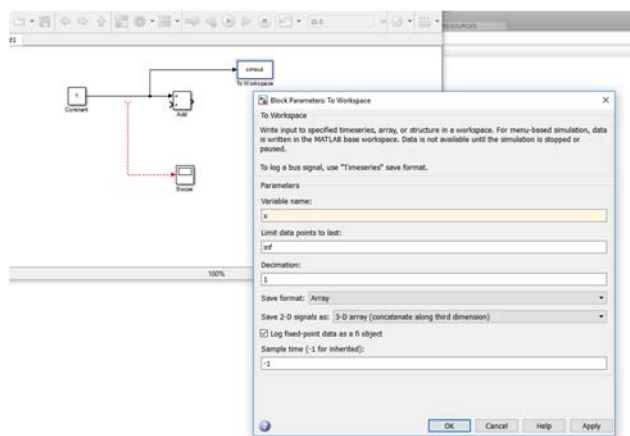 10.0
RESOURCES
1
Constant
Add
simout
To Workspace
Scope
100%
Block Parameters: To Workspace
To Workspace
Write input to specified timeseries, array, or structure in a workspace. For menu-based simulation, data
is written in the MATLAB base workspace. Data is not available until the simulation is stopped or
paused.
To log a bus signal, use "Timeseries" save format.
Parameters
Variable name:
x
Limit data points to last:
inf
Decimation:
1
Save format: Array
Save 2-D signals as: 3-D array (concatenate along third dimension)
Log fixed-point data as a fi object
Sample time (-1 for inherited):
-1
OK Cancel Help Apply